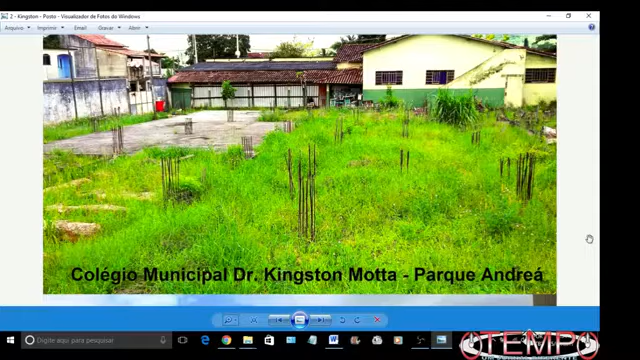 2 - Kingston - Posto - Visualizador de Fotos do Windows
Arquivo Imprimir Email Gravar Abrir
Colégio Municipal Dr. Kingston Motta - Parque Andreá
Digite aqui para pesquisar
OTEMPO